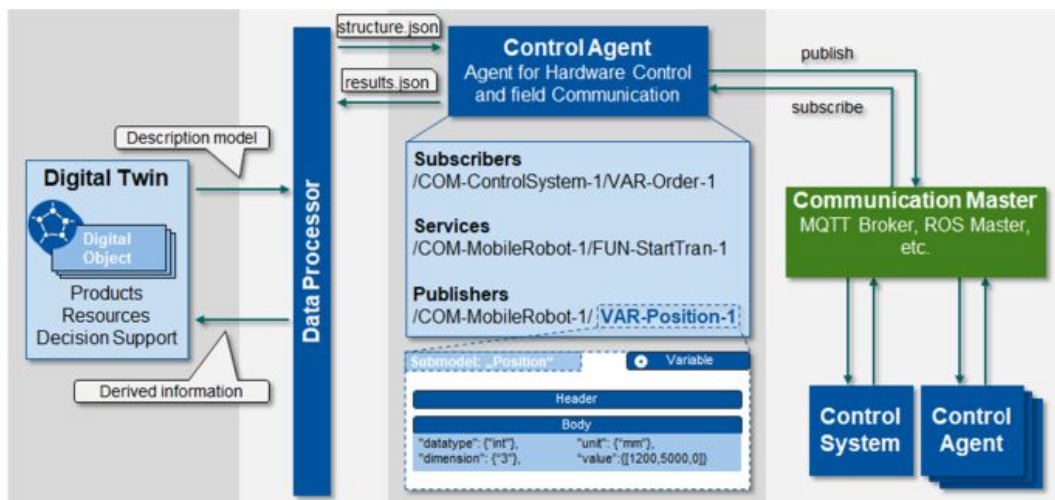 structure.json
results.json
Control Agent
Agent for Hardware Control
and field Communication
publish
subscribe
Description model
Digital Twin
Digital
Object
Products
Resources
Decision Support
Derived information
Data Processor
Subscribers
/COM-ControlSystem-1/VAR-Order-1
Services
/COM-MobileRobot-1/FUN-StartTran-1
Publishers
/COM-MobileRobot-1/ VAR-Position-1
Submodel: „Position“
Variable
Header
Body
"datatype": {"int"}, "unit": {"mm"},
"dimension": {"3"}, "value":{[1200,5000,0]}
Communication Master
MQTT Broker, ROS Master,
etc.
Control
System
Control
Agent